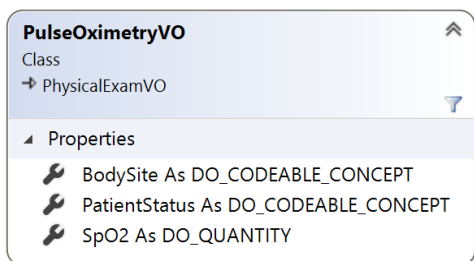 PulseOximetryVO
Class
PhysicalExamVO
Properties
BodySite As DO_CODEABLE_CONCEPT
PatientStatus As DO_CODEABLE_CONCEPT
SpO2 As DO_QUANTITY